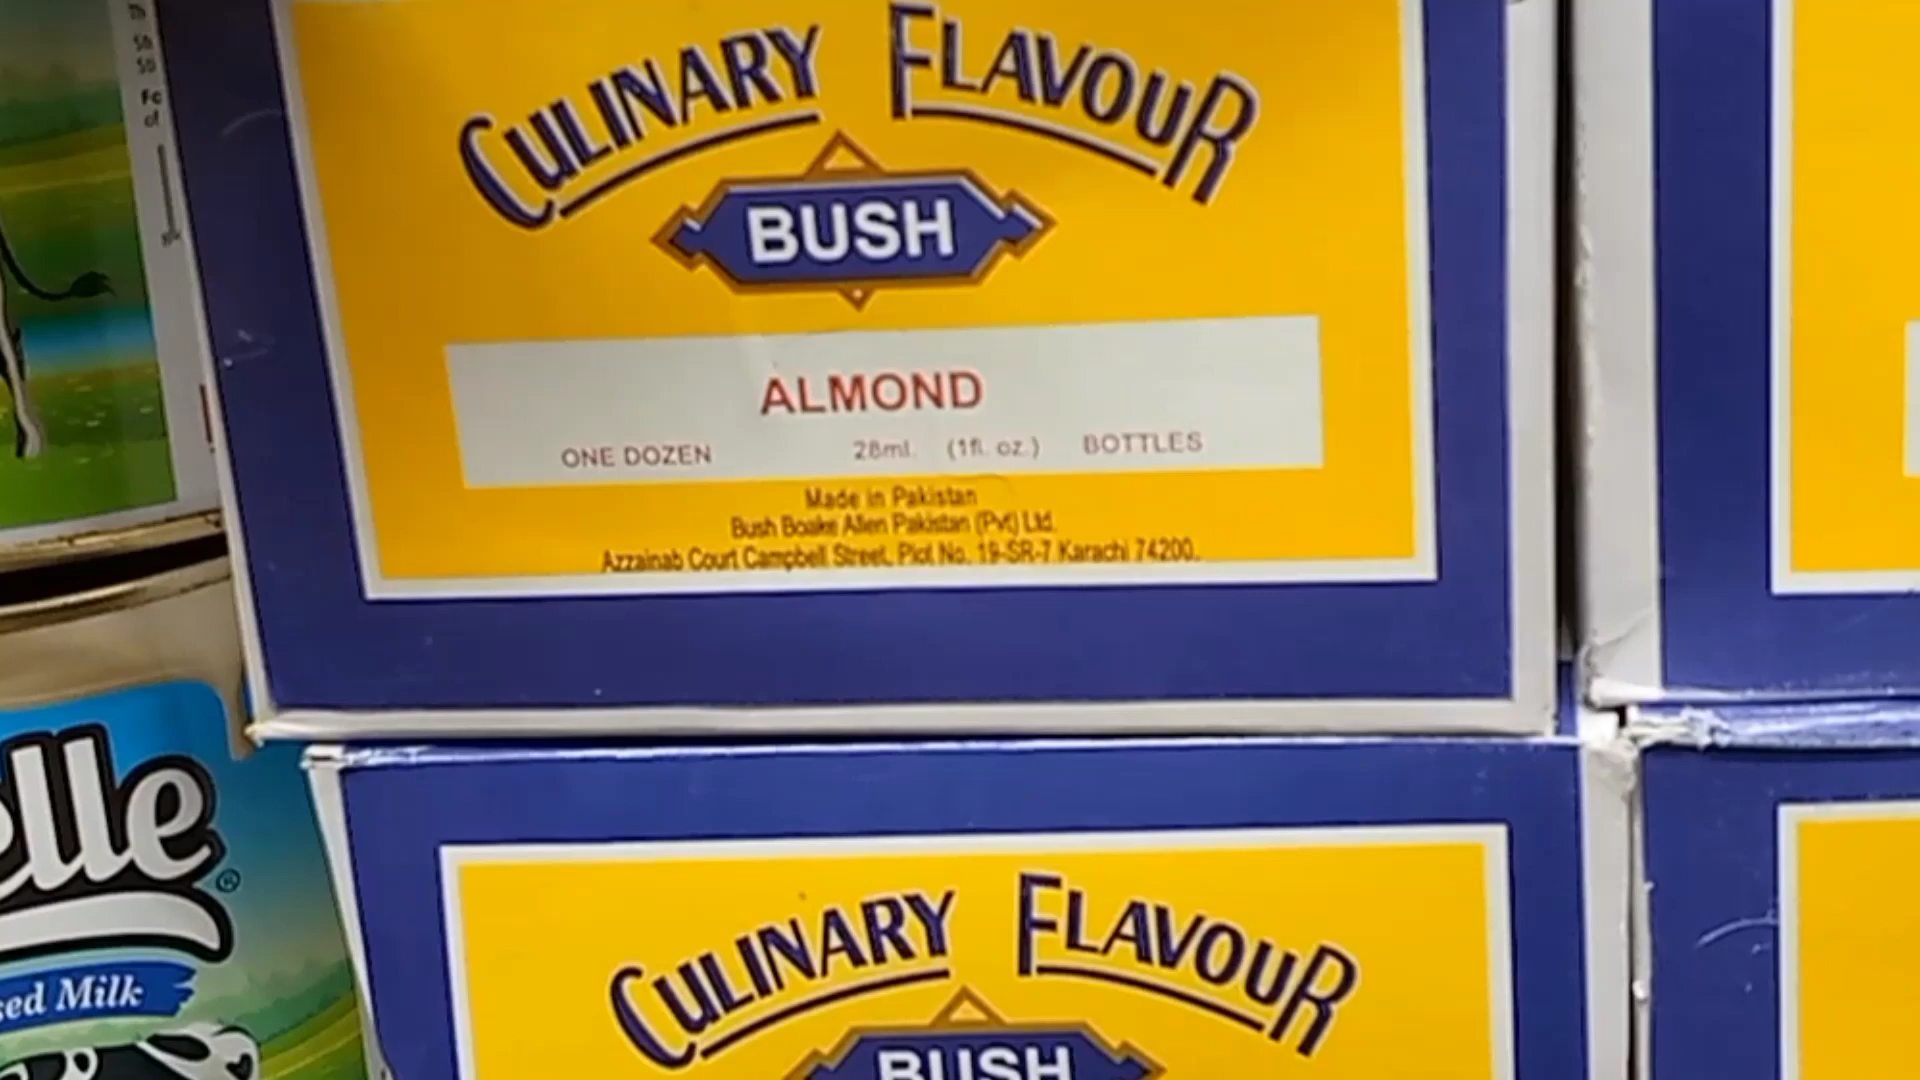 CULINARY FLAVOUR
BUSH
ALMOND
ONE DOZEN 28ml. (1fl. oz.) BOTTLES
Made in Pakistan
Bush Boake Allen Pakistan (Pvt) Ltd.
Azzainab Court Campbell Street, Plot No. 19-SR-7 Karachi 74200.
CULINARY FLAVOUR
BUSH
elle
sed Milk